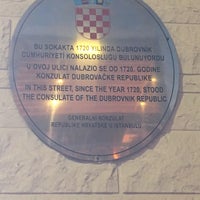 BU SOKAKTA 1720 YILINDA DUBROVNİK
CUMHURİYETİ KONSOLOSLUĞU BULUNUYORDU
U OVOJ ULICI NALAZIO SE OD 1720. GODINE
KONZULAT DUBROVAČKE REPUBLIKE
IN THIS STREET, SINCE THE YEAR 1720, STOOD
THE CONSULATE OF THE DUBROVNIK REPUBLIC
GENERALNI KONZULAT
REPUBLIKE HRVATSKE U ISTANBULU